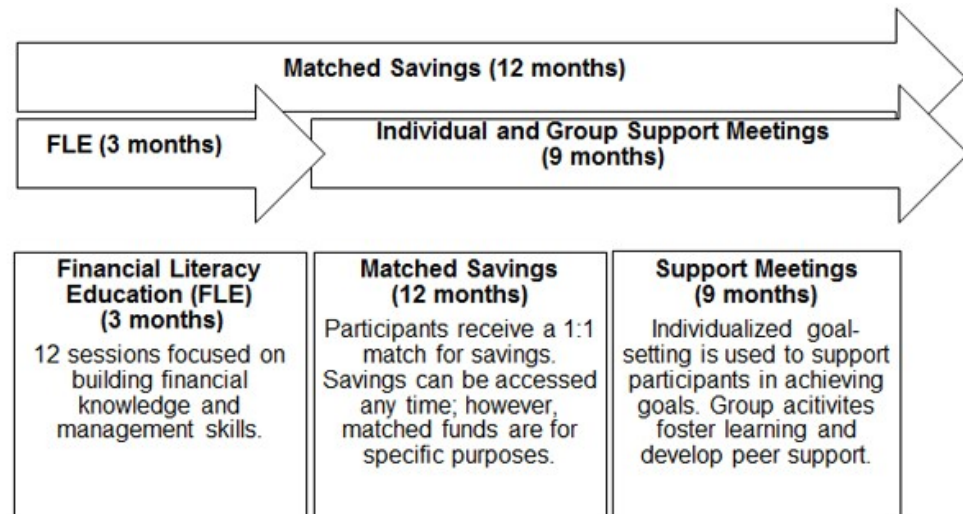 Matched Savings (12 months)
FLE (3 months)
Individual and Group Support Meetings
(9 months)
Financial Literacy
Education (FLE)
(3 months)
12 sessions focused on
building financial
knowledge and
management skills.
Matched Savings
(12 months)
Participants receive a 1:1
match for savings.
Savings can be accessed
any time; however,
matched funds are for
specific purposes.
Support Meetings
(9 months)
Individualized goal-
setting is used to support
participants in achieving
goals. Group acitivites
foster learning and
develop peer support.